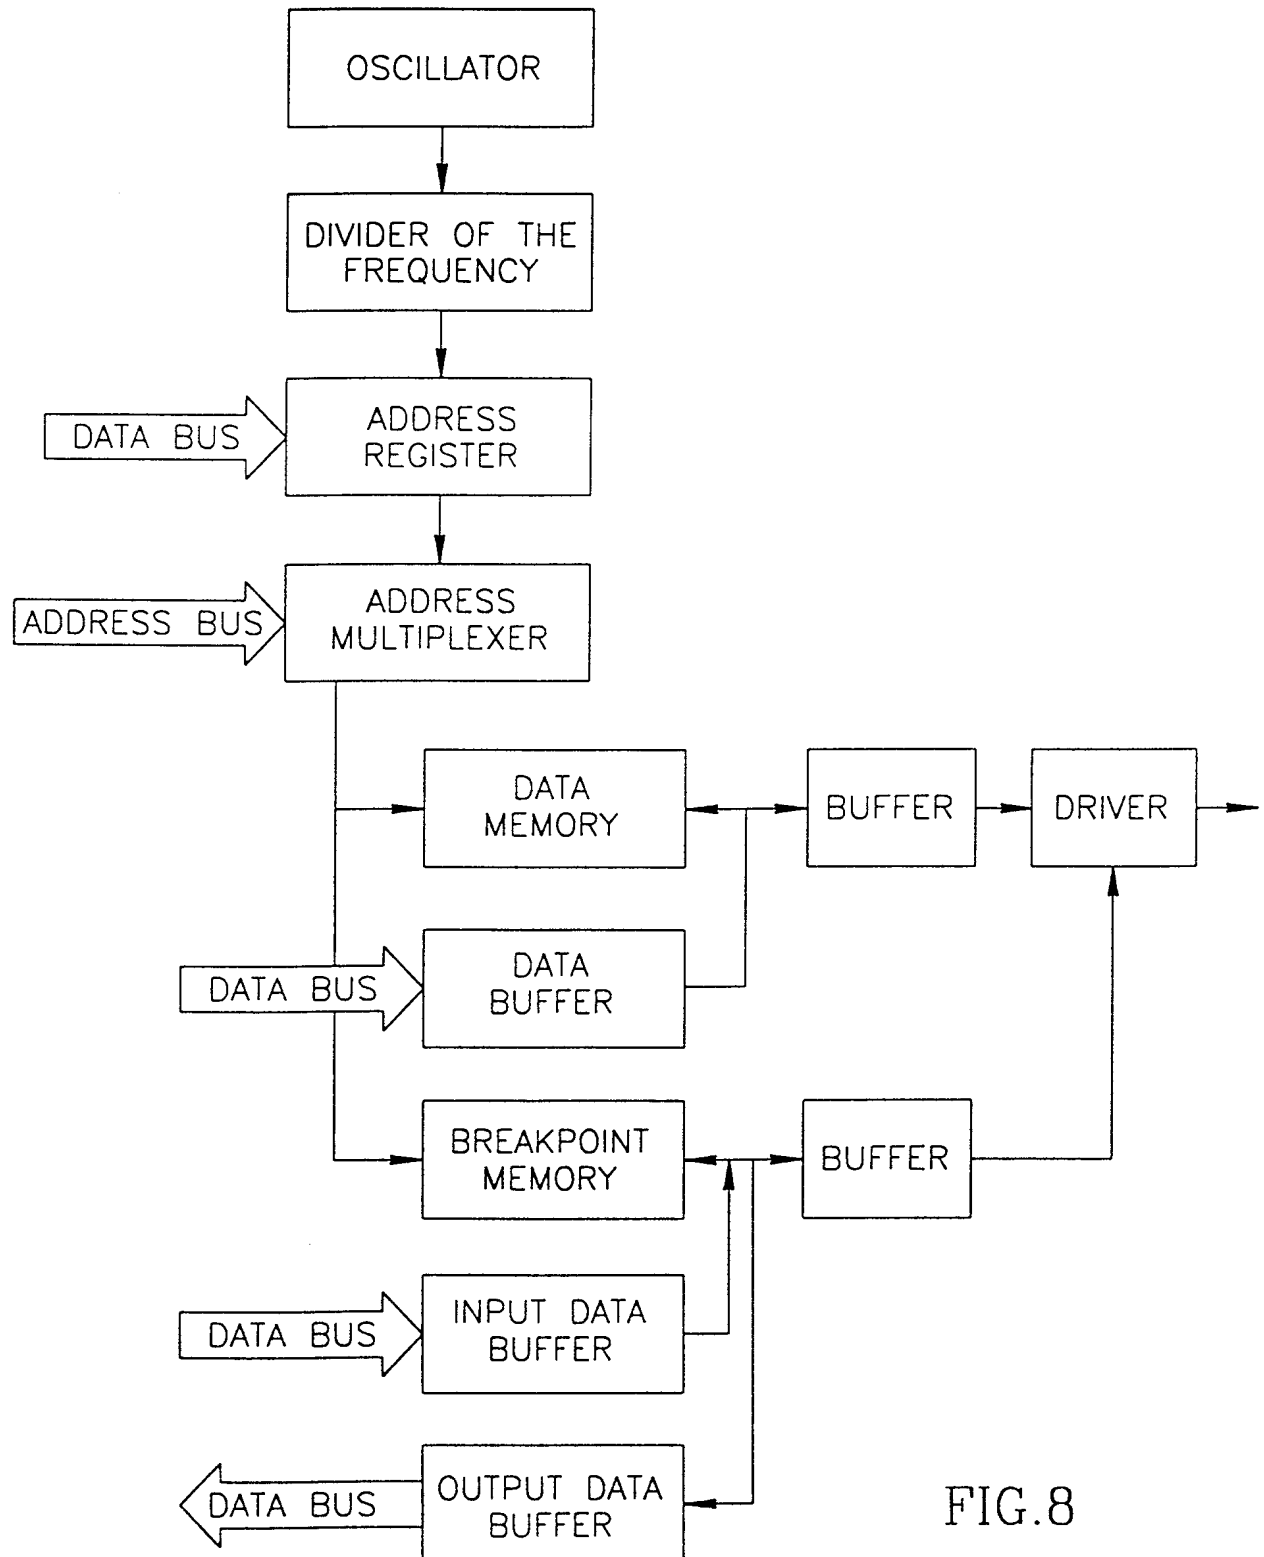 OSCILLATOR
DIVIDER OF THE
FREQUENCY
DATA BUS
ADDRESS
REGISTER
ADDRESS BUS
ADDRESS
MULTIPLEXER
DATA
MEMORY
BUFFER
DRIVER
DATA BUS
DATA
BUFFER
BREAKPOINT
MEMORY
BUFFER
DATA BUS
INPUT DATA
BUFFER
DATA BUS
OUTPUT DATA
BUFFER
FIG.8